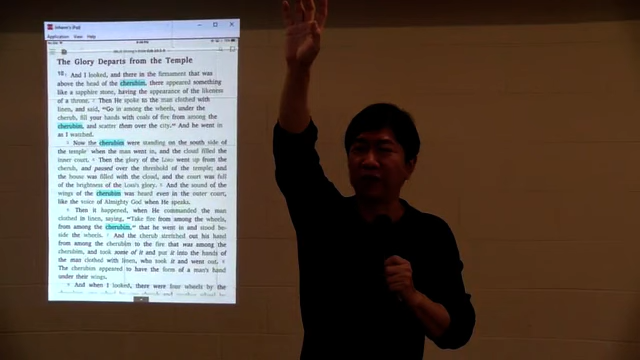 Application View Help
The Glory Departs from the Temple
10: And I looked, and there in the firmament that was
above the head of the cherubim, there appeared something
like a sapphire stone, having the appearance of the likeness
of a throne. 2 Then He spoke to the man clothed with
linen, and said, "Go in among the wheels, under the
cherub, fill your hands with coals of fire from among the
cherubim, and scatter them over the city." And he went in
as I watched.
3 Now the cherubim were standing on the south side of
the temple when the man went in, and the cloud filled the
inner court. 4 Then the glory of the LORD went up from the
cherub, and paused over the threshold of the temple; and
the house was filled with the cloud, and the court was full
of the brightness of the LORD's glory. 5 And the sound of the
wings of the cherubim was heard even in the outer court,
like the voice of Almighty God when He speaks.
6 Then it happened, when He commanded the man
clothed in linen, saying, "Take fire from among the wheels,
from among the cherubim," that he went in and stood be-
side the wheels. 7 And the cherub stretched out his hand
from among the cherubim to the fire that was among the
cherubim, and took some of it and put it into the hands of
the man clothed with linen, who took it and went out. 8
The cherubim appeared to have the form of a man's hand
under their wings.
9 And when I looked, there were four wheels by the